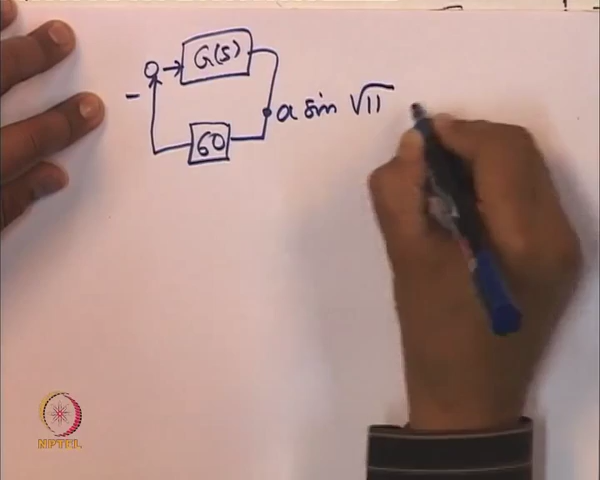 G(s)
-
a sin √11
60
NPTEL